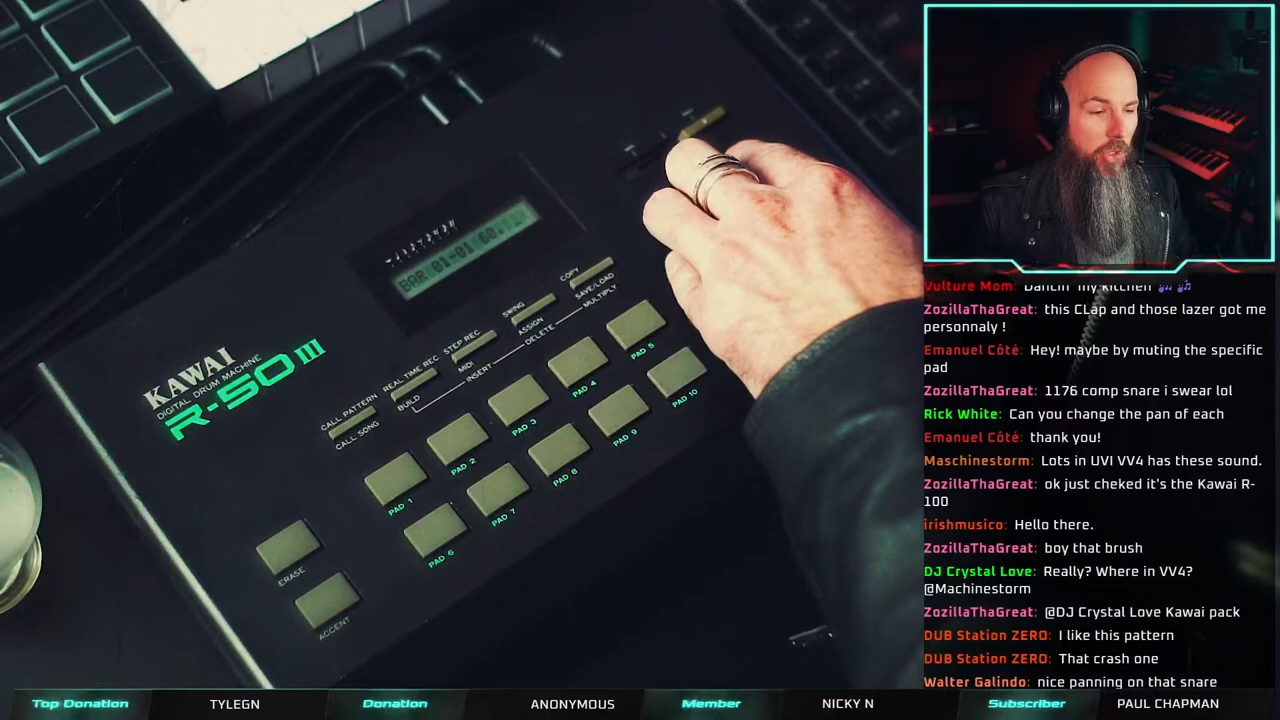 KAWAI
DIGITAL DRUM MACHINE
R-50 III
BAR 01-01 60.
CALL PATTERN
CALL SONG
REAL TIME REC
BUILD
STEP REC
MIDI
SWING
ASSIGN
COPY
SAVE/LOAD
INSERT
DELETE
MULTIPLY
PAD 1
PAD 2
PAD 3
PAD 4
PAD 5
PAD 6
PAD 7
PAD 8
PAD 9
PAD 10
ERASE
ACCENT
Vulture Mom: Dancin' my kitchen
ZozillaThaGreat: this CLap and those lazer got me
personnaly !
Emanuel Côté: Hey! maybe by muting the specific
pad
ZozillaThaGreat: 1176 comp snare i swear lol
Rick White: Can you change the pan of each
Emanuel Côté: thank you!
Maschinestorm: Lots in UVI VV4 has these sound.
ZozillaThaGreat: ok just cheked it's the Kawai R-
100
irishmusico: Hello there.
ZozillaThaGreat: boy that brush
DJ Crystal Love: Really? Where in VV4?
@Machinestorm
ZozillaThaGreat: @DJ Crystal Love Kawai pack
DUB Station ZERO: I like this pattern
DUB Station ZERO: That crash one
Walter Galindo: nice panning on that snare
Top Donation TYLEGN Donation ANONYMOUS Member NICKY N Subscriber PAUL CHAPMAN